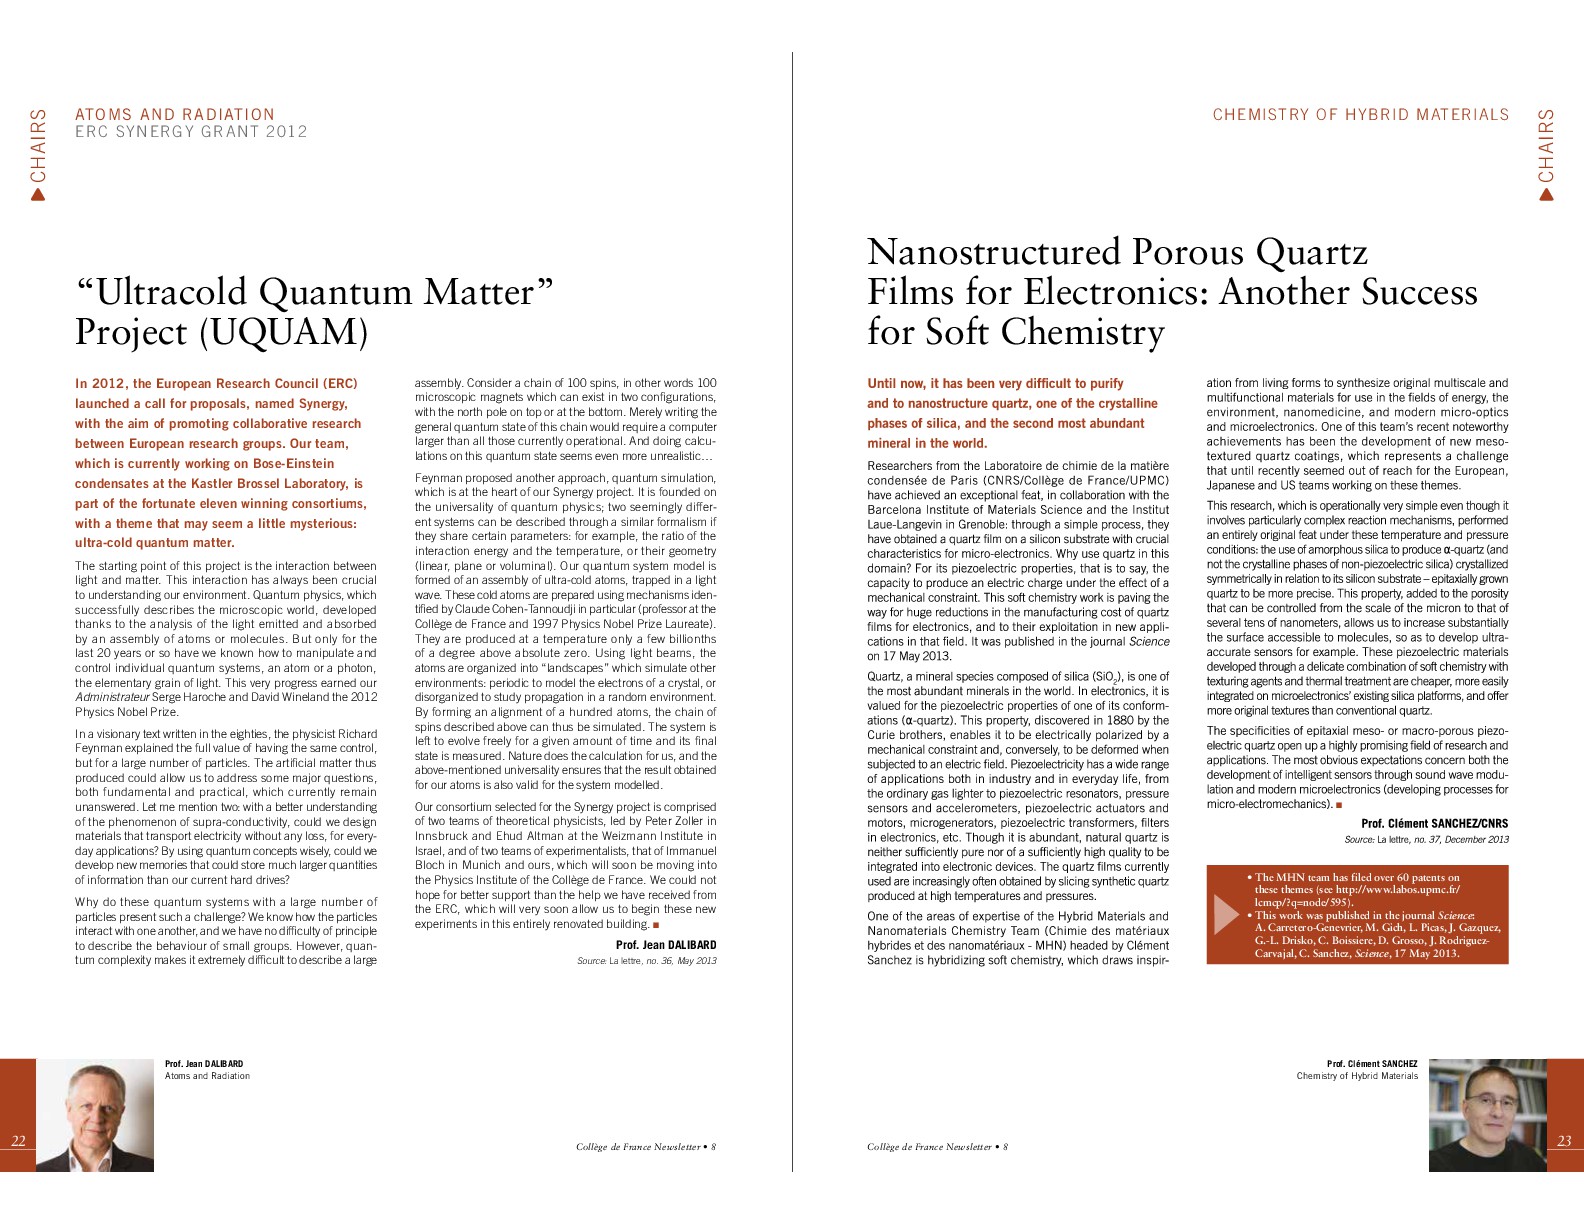 CHAIRS
ATOMS AND RADIATION
ERC SYNERGY GRANT 2012
“Ultracold Quantum Matter”
Project (UQUAM)
In 2012, the European Research Council (ERC)
launched a call for proposals, named Synergy,
with the aim of promoting collaborative research
between European research groups. Our team,
which is currently working on Bose-Einstein
condensates at the Kastler Brossel Laboratory, is
part of the fortunate eleven winning consortiums,
with a theme that may seem a little mysterious:
ultra-cold quantum matter.
The starting point of this project is the interaction between
light and matter. This interaction has always been crucial
to understanding our environment. Quantum physics, which
successfully describes the microscopic world, developed
thanks to the analysis of the light emitted and absorbed
by an assembly of atoms or molecules. But only for the
last 20 years or so have we known how to manipulate and
control individual quantum systems, an atom or a photon,
the elementary grain of light. This very progress earned our
Administrateur Serge Haroche and David Wineland the 2012
Physics Nobel Prize.
In a visionary text written in the eighties, the physicist Richard
Feynman explained the full value of having the same control,
but for a large number of particles. The artificial matter thus
produced could allow us to address some major questions,
both fundamental and practical, which currently remain
unanswered. Let me mention two: with a better understanding
of the phenomenon of supra-conductivity, could we design
materials that transport electricity without any loss, for every-
day applications? By using quantum concepts wisely, could we
develop new memories that could store much larger quantities
of information than our current hard drives?
Why do these quantum systems with a large number of
particles present such a challenge? We know how the particles
interact with one another, and we have no difficulty of principle
to describe the behaviour of small groups. However, quan-
tum complexity makes it extremely difficult to describe a large
assembly. Consider a chain of 100 spins, in other words 100
microscopic magnets which can exist in two configurations,
with the north pole on top or at the bottom. Merely writing the
general quantum state of this chain would require a computer
larger than all those currently operational. And doing calcu-
lations on this quantum state seems even more unrealistic…
Feynman proposed another approach, quantum simulation,
which is at the heart of our Synergy project. It is founded on
the universality of quantum physics; two seemingly differ-
ent systems can be described through a similar formalism if
they share certain parameters: for example, the ratio of the
interaction energy and the temperature, or their geometry
(linear, plane or voluminal). Our quantum system model is
formed of an assembly of ultra-cold atoms, trapped in a light
wave. These cold atoms are prepared using mechanisms iden-
tified by Claude Cohen-Tannoudji in particular (professor at the
Collège de France and 1997 Physics Nobel Prize Laureate).
They are produced at a temperature only a few billionths
of a degree above absolute zero. Using light beams, the
atoms are organized into “landscapes” which simulate other
environments: periodic to model the electrons of a crystal, or
disorganized to study propagation in a random environment.
By forming an alignment of a hundred atoms, the chain of
spins described above can thus be simulated. The system is
left to evolve freely for a given amount of time and its final
state is measured. Nature does the calculation for us, and the
above-mentioned universality ensures that the result obtained
for our atoms is also valid for the system modelled.
Our consortium selected for the Synergy project is comprised
of two teams of theoretical physicists, led by Peter Zoller in
Innsbruck and Ehud Altman at the Weizmann Institute in
Israel, and of two teams of experimentalists, that of Immanuel
Bloch in Munich and ours, which will soon be moving into
the Physics Institute of the Collège de France. We could not
hope for better support than the help we have received from
the ERC, which will very soon allow us to begin these new
experiments in this entirely renovated building. ■
Prof. Jean DALIBARD
Source: La lettre, no. 36, May 2013
Prof. Jean DALIBARD
Atoms and Radiation
22
Collège de France Newsletter • 8
CHEMISTRY OF HYBRID MATERIALS
CHAIRS
Nanostructured Porous Quartz
Films for Electronics: Another Success
for Soft Chemistry
Until now, it has been very difficult to purify
and to nanostructure quartz, one of the crystalline
phases of silica, and the second most abundant
mineral in the world.
Researchers from the Laboratoire de chimie de la matière
condensée de Paris (CNRS/Collège de France/UPMC)
have achieved an exceptional feat, in collaboration with the
Barcelona Institute of Materials Science and the Institut
Laue-Langevin in Grenoble: through a simple process, they
have obtained a quartz film on a silicon substrate with crucial
characteristics for micro-electronics. Why use quartz in this
domain? For its piezoelectric properties, that is to say, the
capacity to produce an electric charge under the effect of a
mechanical constraint. This soft chemistry work is paving the
way for huge reductions in the manufacturing cost of quartz
films for electronics, and to their exploitation in new appli-
cations in that field. It was published in the journal Science
on 17 May 2013.
Quartz, a mineral species composed of silica (SiO2), is one of
the most abundant minerals in the world. In electronics, it is
valued for the piezoelectric properties of one of its conform-
ations (α-quartz). This property, discovered in 1880 by the
Curie brothers, enables it to be electrically polarized by a
mechanical constraint and, conversely, to be deformed when
subjected to an electric field. Piezoelectricity has a wide range
of applications both in industry and in everyday life, from
the ordinary gas lighter to piezoelectric resonators, pressure
sensors and accelerometers, piezoelectric actuators and
motors, microgenerators, piezoelectric transformers, filters
in electronics, etc. Though it is abundant, natural quartz is
neither sufficiently pure nor of a sufficiently high quality to be
integrated into electronic devices. The quartz films currently
used are increasingly often obtained by slicing synthetic quartz
produced at high temperatures and pressures.
One of the areas of expertise of the Hybrid Materials and
Nanomaterials Chemistry Team (Chimie des matériaux
hybrides et des nanomatériaux - MHN) headed by Clément
Sanchez is hybridizing soft chemistry, which draws inspir-
ation from living forms to synthesize original multiscale and
multifunctional materials for use in the fields of energy, the
environment, nanomedicine, and modern micro-optics
and microelectronics. One of this team’s recent noteworthy
achievements has been the development of new meso-
textured quartz coatings, which represents a challenge
that until recently seemed out of reach for the European,
Japanese and US teams working on these themes.
This research, which is operationally very simple even though it
involves particularly complex reaction mechanisms, performed
an entirely original feat under these temperature and pressure
conditions: the use of amorphous silica to produce α-quartz (and
not the crystalline phases of non-piezoelectric silica) crystallized
symmetrically in relation to its silicon substrate – epitaxially grown
quartz to be more precise. This property, added to the porosity
that can be controlled from the scale of the micron to that of
several tens of nanometers, allows us to increase substantially
the surface accessible to molecules, so as to develop ultra-
accurate sensors for example. These piezoelectric materials
developed through a delicate combination of soft chemistry with
texturing agents and thermal treatment are cheaper, more easily
integrated on microelectronics’ existing silica platforms, and offer
more original textures than conventional quartz.
The specificities of epitaxial meso- or macro-porous piezo-
electric quartz open up a highly promising field of research and
applications. The most obvious expectations concern both the
development of intelligent sensors through sound wave modu-
lation and modern microelectronics (developing processes for
micro-electromechanics). ■
Prof. Clément SANCHEZ/CNRS
Source: La lettre, no. 37, December 2013
• The MHN team has filed over 60 patents on
these themes (see http://www.labos.upmc.fr/
lcmcp/?q=node/595).
• This work was published in the journal Science:
A. Carretero-Genevrier, M. Gich, L. Picas, J. Gazquez,
G.-L. Drisko, C. Boissiere, D. Grosso, J. Rodriguez-
Carvajal, C. Sanchez, Science, 17 May 2013.
Prof. Clément SANCHEZ
Chemistry of Hybrid Materials
Collège de France Newsletter • 8
23